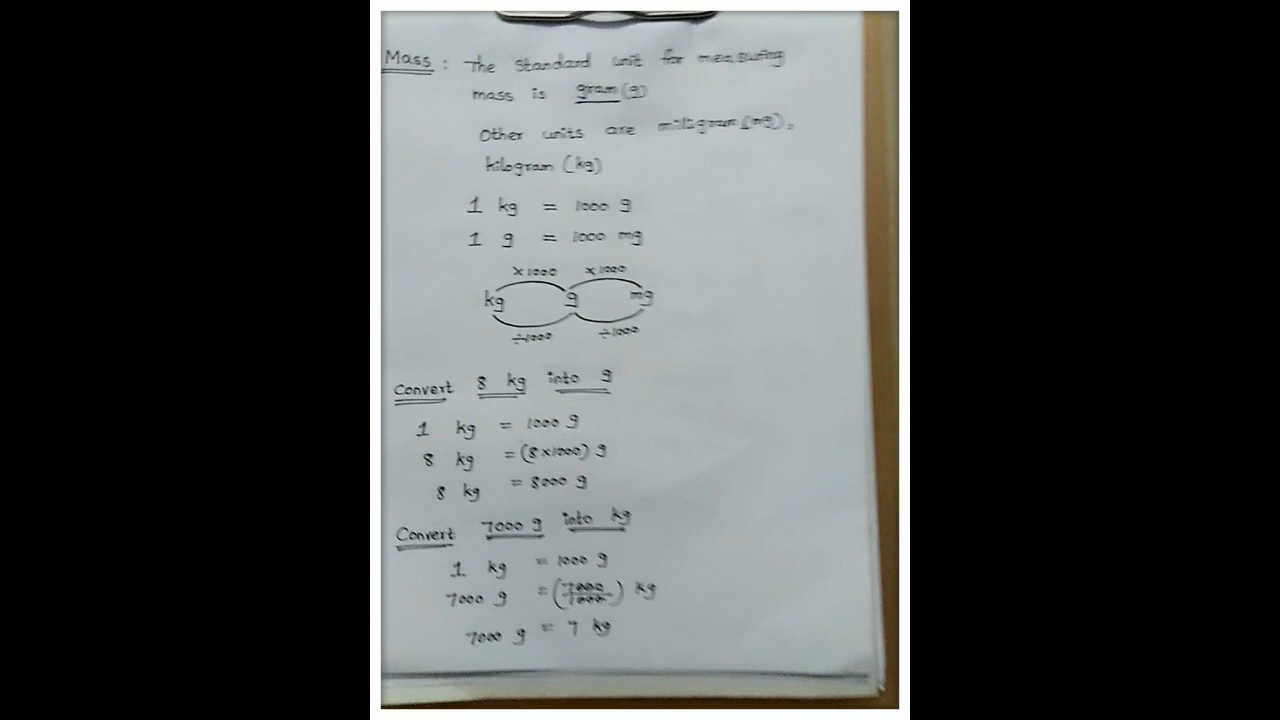 Mass : The standard unit for measuring
mass is gram (g)
Other units are milligram (mg),
kilogram (kg)
1 kg = 1000 g
1 g = 1000 mg
×1000 ×1000
kg g mg
÷1000 ÷1000
Convert 8 kg into g
1 kg = 1000 g
8 kg = (8×1000) g
8 kg = 8000 g
Convert 7000 g into kg
1 kg = 1000 g
7000 g = (7000/1000) kg
7000 g = 7 kg